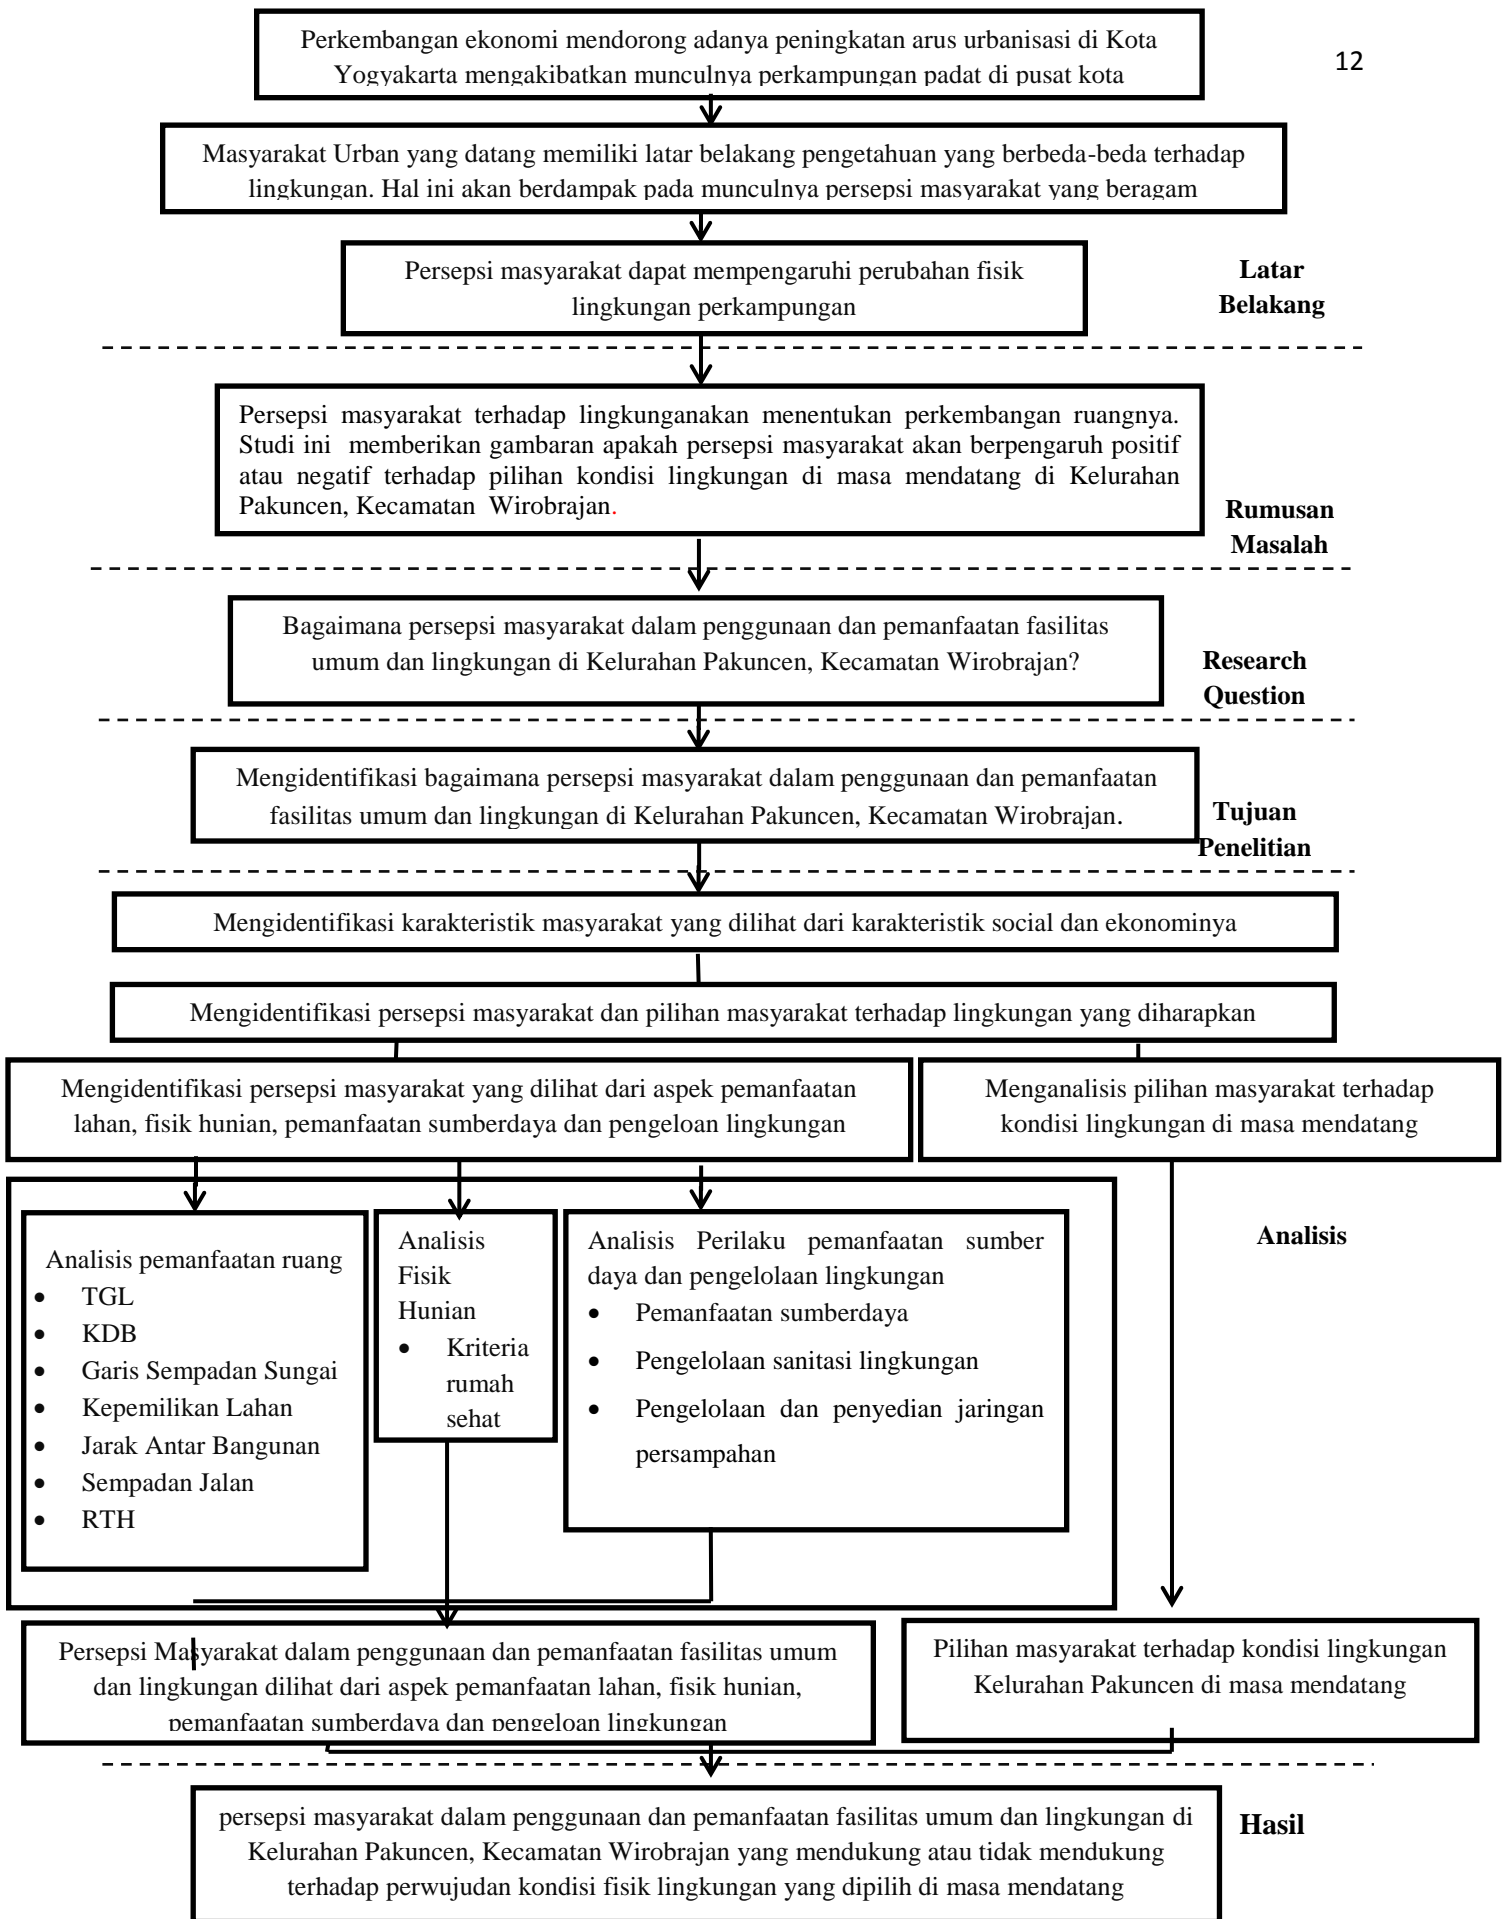 12
Perkembangan ekonomi mendorong adanya peningkatan arus urbanisasi di Kota
Yogyakarta mengakibatkan munculnya perkampungan padat di pusat kota
Masyarakat Urban yang datang memiliki latar belakang pengetahuan yang berbeda-beda terhadap
lingkungan. Hal ini akan berdampak pada munculnya persepsi masyarakat yang beragam
Persepsi masyarakat dapat mempengaruhi perubahan fisik
lingkungan perkampungan
Latar
Belakang
Persepsi masyarakat terhadap lingkunganakan menentukan perkembangan ruangnya.
Studi ini memberikan gambaran apakah persepsi masyarakat akan berpengaruh positif
atau negatif terhadap pilihan kondisi lingkungan di masa mendatang di Kelurahan
Pakuncen, Kecamatan Wirobrajan.
Rumusan
Masalah
Bagaimana persepsi masyarakat dalam penggunaan dan pemanfaatan fasilitas
umum dan lingkungan di Kelurahan Pakuncen, Kecamatan Wirobrajan?
Research
Question
Mengidentifikasi bagaimana persepsi masyarakat dalam penggunaan dan pemanfaatan
fasilitas umum dan lingkungan di Kelurahan Pakuncen, Kecamatan Wirobrajan.
Tujuan
Penelitian
Mengidentifikasi karakteristik masyarakat yang dilihat dari karakteristik social dan ekonominya
Mengidentifikasi persepsi masyarakat dan pilihan masyarakat terhadap lingkungan yang diharapkan
Mengidentifikasi persepsi masyarakat yang dilihat dari aspek pemanfaatan
lahan, fisik hunian, pemanfaatan sumberdaya dan pengeloan lingkungan
Menganalisis pilihan masyarakat terhadap
kondisi lingkungan di masa mendatang
Analisis pemanfaatan ruang
• TGL
• KDB
• Garis Sempadan Sungai
• Kepemilikan Lahan
• Jarak Antar Bangunan
• Sempadan Jalan
• RTH
Analisis
Fisik
Hunian
• Kriteria
rumah
sehat
Analisis Perilaku pemanfaatan sumber
daya dan pengelolaan lingkungan
• Pemanfaatan sumberdaya
• Pengelolaan sanitasi lingkungan
• Pengelolaan dan penyedian jaringan
persampahan
Analisis
Persepsi Masyarakat dalam penggunaan dan pemanfaatan fasilitas umum
dan lingkungan dilihat dari aspek pemanfaatan lahan, fisik hunian,
pemanfaatan sumberdaya dan pengeloan lingkungan
Pilihan masyarakat terhadap kondisi lingkungan
Kelurahan Pakuncen di masa mendatang
persepsi masyarakat dalam penggunaan dan pemanfaatan fasilitas umum dan lingkungan di
Kelurahan Pakuncen, Kecamatan Wirobrajan yang mendukung atau tidak mendukung
terhadap perwujudan kondisi fisik lingkungan yang dipilih di masa mendatang
Hasil